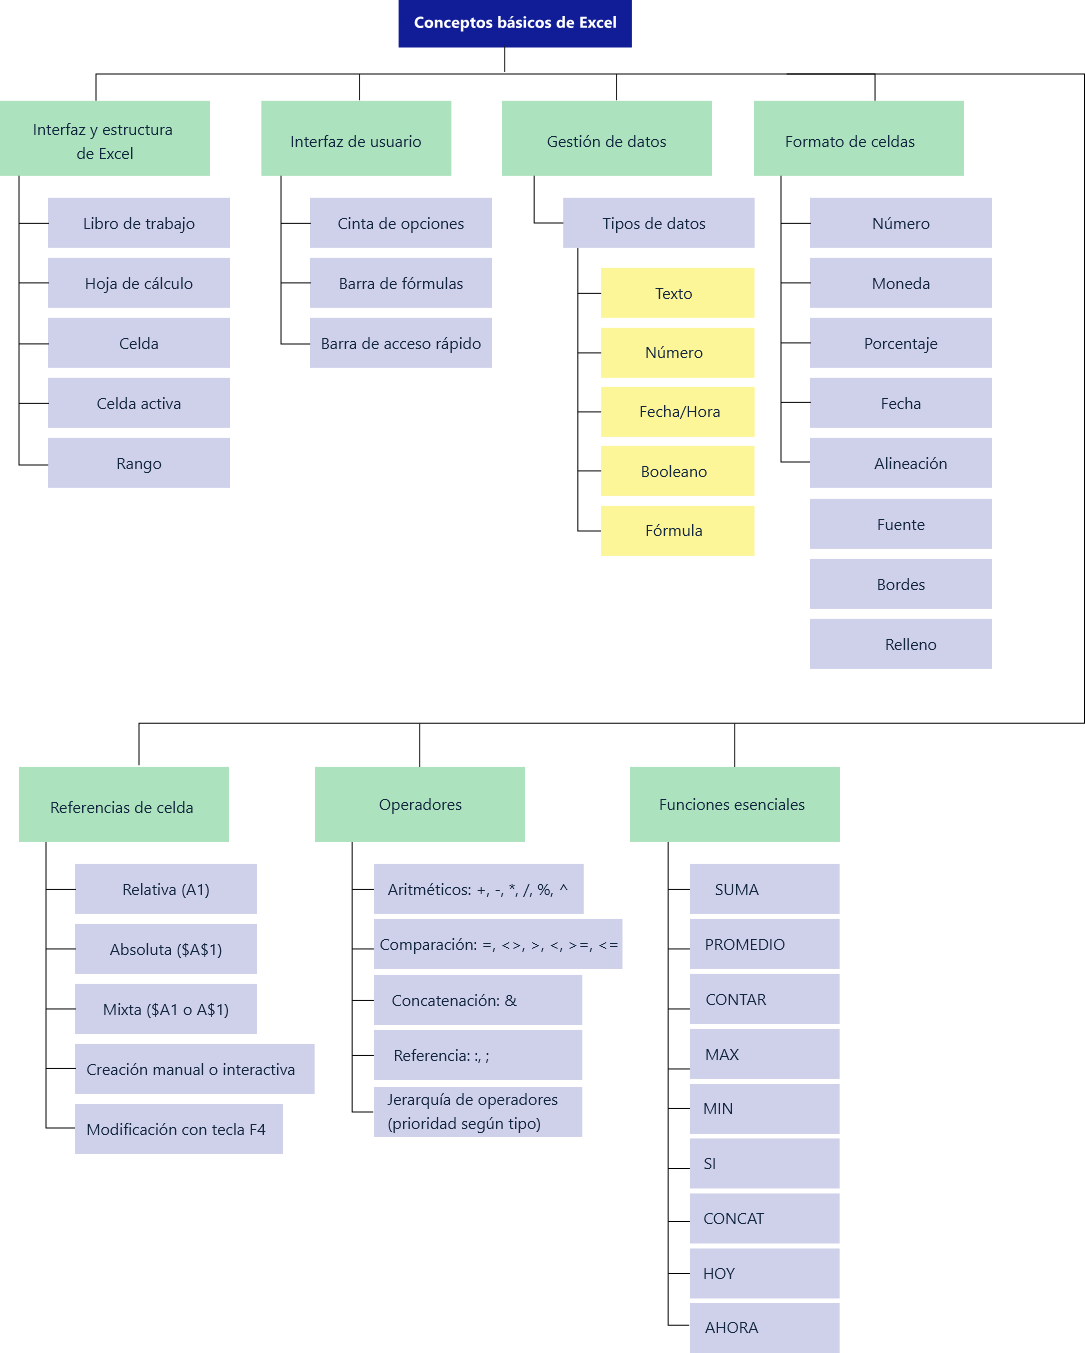 Conceptos básicos de Excel
Interfaz y estructura
de Excel
Libro de trabajo
Hoja de cálculo
Celda
Celda activa
Rango
Interfaz de usuario
Cinta de opciones
Barra de fórmulas
Barra de acceso rápido
Gestión de datos
Tipos de datos
Texto
Número
Fecha/Hora
Booleano
Fórmula
Formato de celdas
Número
Moneda
Porcentaje
Fecha
Alineación
Fuente
Bordes
Relleno
Referencias de celda
Relativa (A1)
Absoluta ($A$1)
Mixta ($A1 o A$1)
Creación manual o interactiva
Modificación con tecla F4
Operadores
Aritméticos: +, -, *, /, %, ^
Comparación: =, <>, >, <, >=, <=
Concatenación: &
Referencia: :, ;
Jerarquía de operadores
(prioridad según tipo)
Funciones esenciales
SUMA
PROMEDIO
CONTAR
MAX
MIN
SI
CONCAT
HOY
AHORA